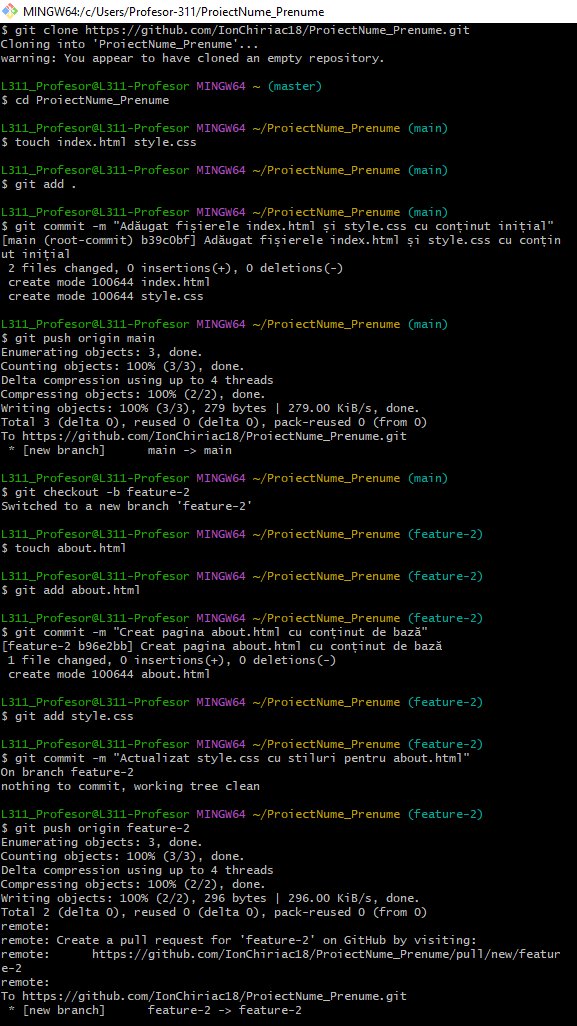 MINGW64:/c/Users/Profesor-311/ProiectNume_Prenume
$ git clone https://github.com/IonChiriac18/ProiectNume_Prenume.git
Cloning into 'ProiectNume_Prenume'...
warning: You appear to have cloned an empty repository.
L311_Profesor@L311-Profesor MINGW64 ~ (master)
$ cd ProiectNume_Prenume
L311_Profesor@L311-Profesor MINGW64 ~/ProiectNume_Prenume (main)
$ touch index.html style.css
L311_Profesor@L311-Profesor MINGW64 ~/ProiectNume_Prenume (main)
$ git add .
L311_Profesor@L311-Profesor MINGW64 ~/ProiectNume_Prenume (main)
$ git commit -m "Adăugat fișierele index.html și style.css cu conținut inițial"
[main (root-commit) b39c0bf] Adăugat fișierele index.html și style.css cu conțin
ut inițial
2 files changed, 0 insertions(+), 0 deletions(-)
create mode 100644 index.html
create mode 100644 style.css
L311_Profesor@L311-Profesor MINGW64 ~/ProiectNume_Prenume (main)
$ git push origin main
Enumerating objects: 3, done.
Counting objects: 100% (3/3), done.
Delta compression using up to 4 threads
Compressing objects: 100% (2/2), done.
Writing objects: 100% (3/3), 279 bytes | 279.00 KiB/s, done.
Total 3 (delta 0), reused 0 (delta 0), pack-reused 0 (from 0)
To https://github.com/IonChiriac18/ProiectNume_Prenume.git
* [new branch]      main -> main
L311_Profesor@L311-Profesor MINGW64 ~/ProiectNume_Prenume (main)
$ git checkout -b feature-2
Switched to a new branch 'feature-2'
L311_Profesor@L311-Profesor MINGW64 ~/ProiectNume_Prenume (feature-2)
$ touch about.html
L311_Profesor@L311-Profesor MINGW64 ~/ProiectNume_Prenume (feature-2)
$ git add about.html
L311_Profesor@L311-Profesor MINGW64 ~/ProiectNume_Prenume (feature-2)
$ git commit -m "Creat pagina about.html cu conținut de bază"
[feature-2 b96e2bb] Creat pagina about.html cu conținut de bază
1 file changed, 0 insertions(+), 0 deletions(-)
create mode 100644 about.html
L311_Profesor@L311-Profesor MINGW64 ~/ProiectNume_Prenume (feature-2)
$ git add style.css
L311_Profesor@L311-Profesor MINGW64 ~/ProiectNume_Prenume (feature-2)
$ git commit -m "Actualizat style.css cu stiluri pentru about.html"
On branch feature-2
nothing to commit, working tree clean
L311_Profesor@L311-Profesor MINGW64 ~/ProiectNume_Prenume (feature-2)
$ git push origin feature-2
Enumerating objects: 3, done.
Counting objects: 100% (3/3), done.
Delta compression using up to 4 threads
Compressing objects: 100% (2/2), done.
Writing objects: 100% (2/2), 296 bytes | 296.00 KiB/s, done.
Total 2 (delta 0), reused 0 (delta 0), pack-reused 0 (from 0)
remote:
remote: Create a pull request for 'feature-2' on GitHub by visiting:
remote:      https://github.com/IonChiriac18/ProiectNume_Prenume/pull/new/featur
e-2
remote:
To https://github.com/IonChiriac18/ProiectNume_Prenume.git
* [new branch]      feature-2 -> feature-2